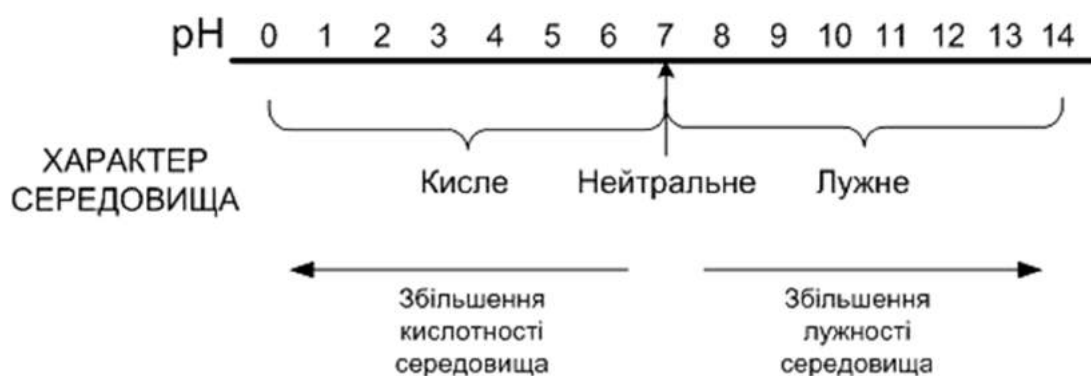 pH 0 1 2 3 4 5 6 7 8 9 10 11 12 13 14
ХАРАКТЕР
СЕРЕДОВИЩА
Кисле Нейтральне Лужне
Збільшення
кислотності
середовища
Збільшення
лужності
середовища